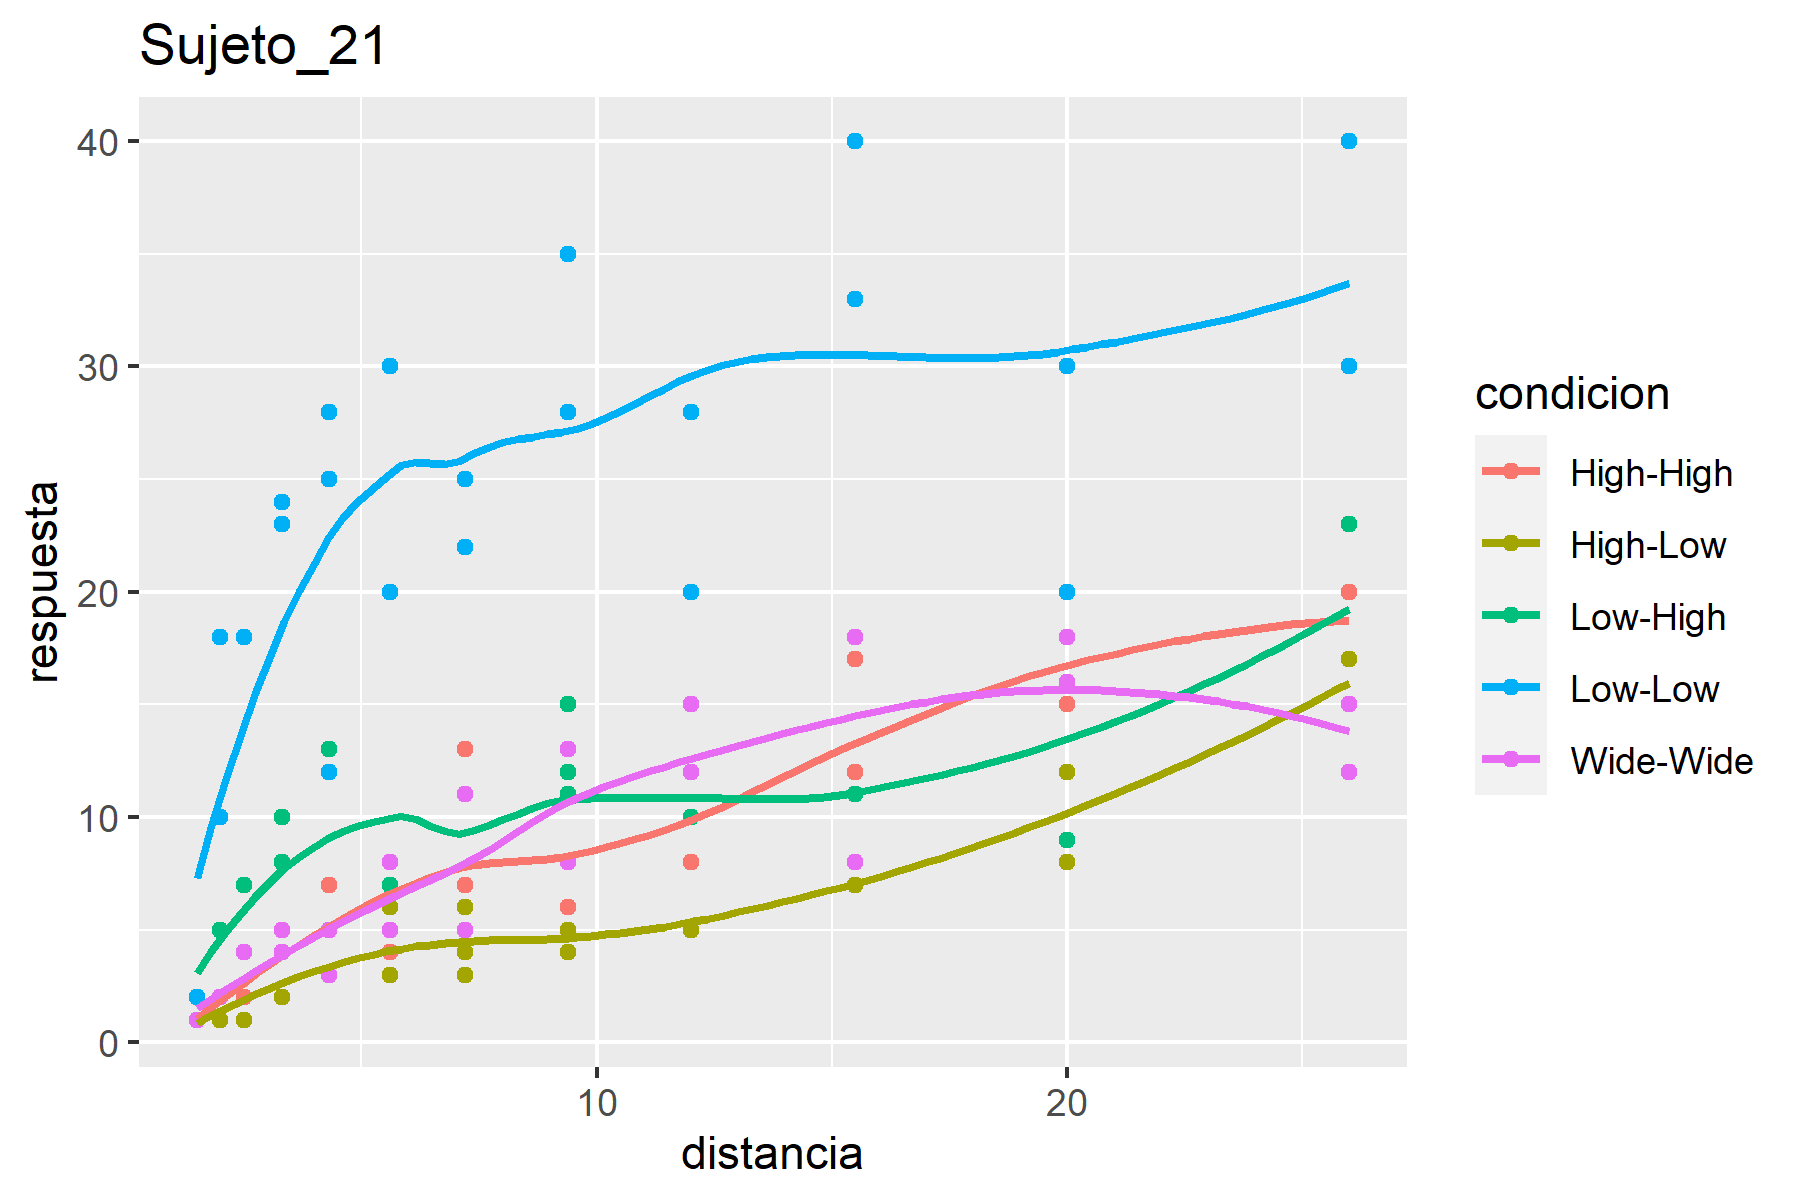 Sujeto_21
40
30
20
10
0
respuesta
10
20
distancia
condicion
High-High
High-Low
Low-High
Low-Low
Wide-Wide